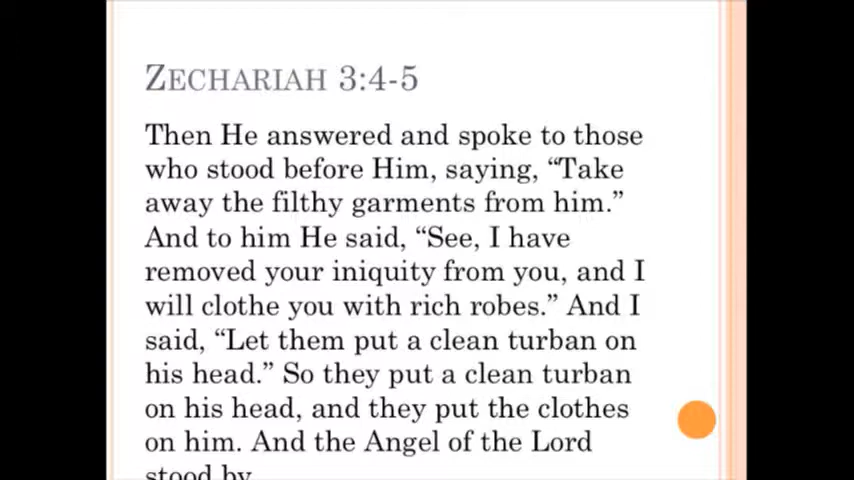 ZECHARIAH 3:4-5
Then He answered and spoke to those
who stood before Him, saying, “Take
away the filthy garments from him.”
And to him He said, “See, I have
removed your iniquity from you, and I
will clothe you with rich robes.” And I
said, “Let them put a clean turban on
his head.” So they put a clean turban
on his head, and they put the clothes
on him. And the Angel of the Lord
stood by